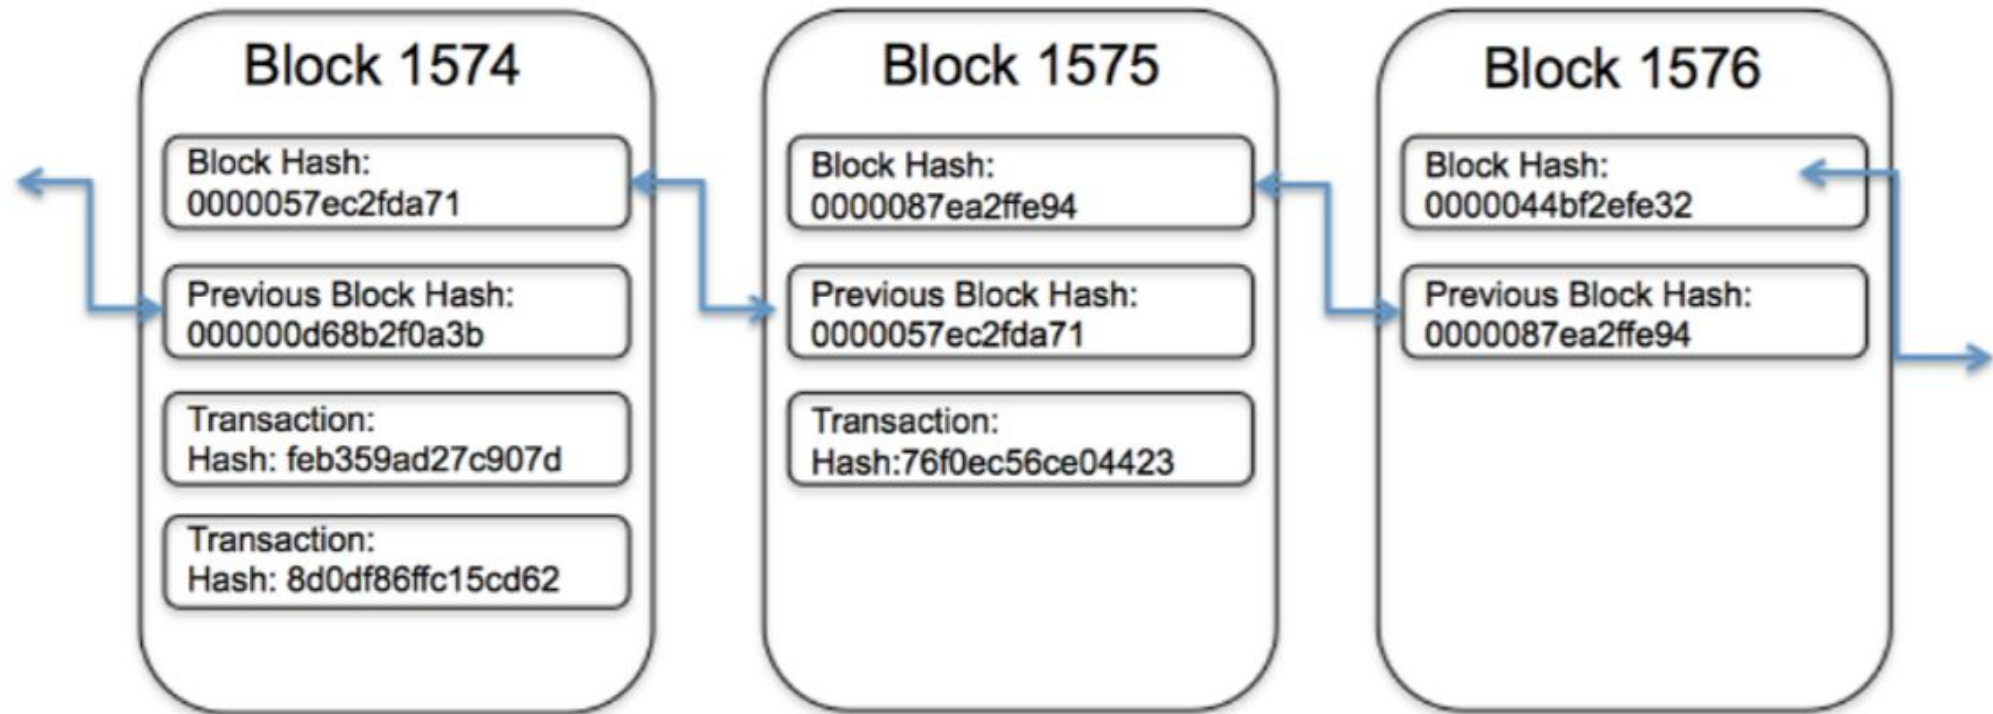 Block 1574
Block Hash:
0000057ec2fda71
Previous Block Hash:
000000d68b2f0a3b
Transaction:
Hash: feb359ad27c907d
Transaction:
Hash: 8d0df86ffc15cd62
Block 1575
Block Hash:
0000087ea2ffe94
Previous Block Hash:
0000057ec2fda71
Transaction:
Hash:76f0ec56ce04423
Block 1576
Block Hash:
0000044bf2efe32
Previous Block Hash:
0000087ea2ffe94